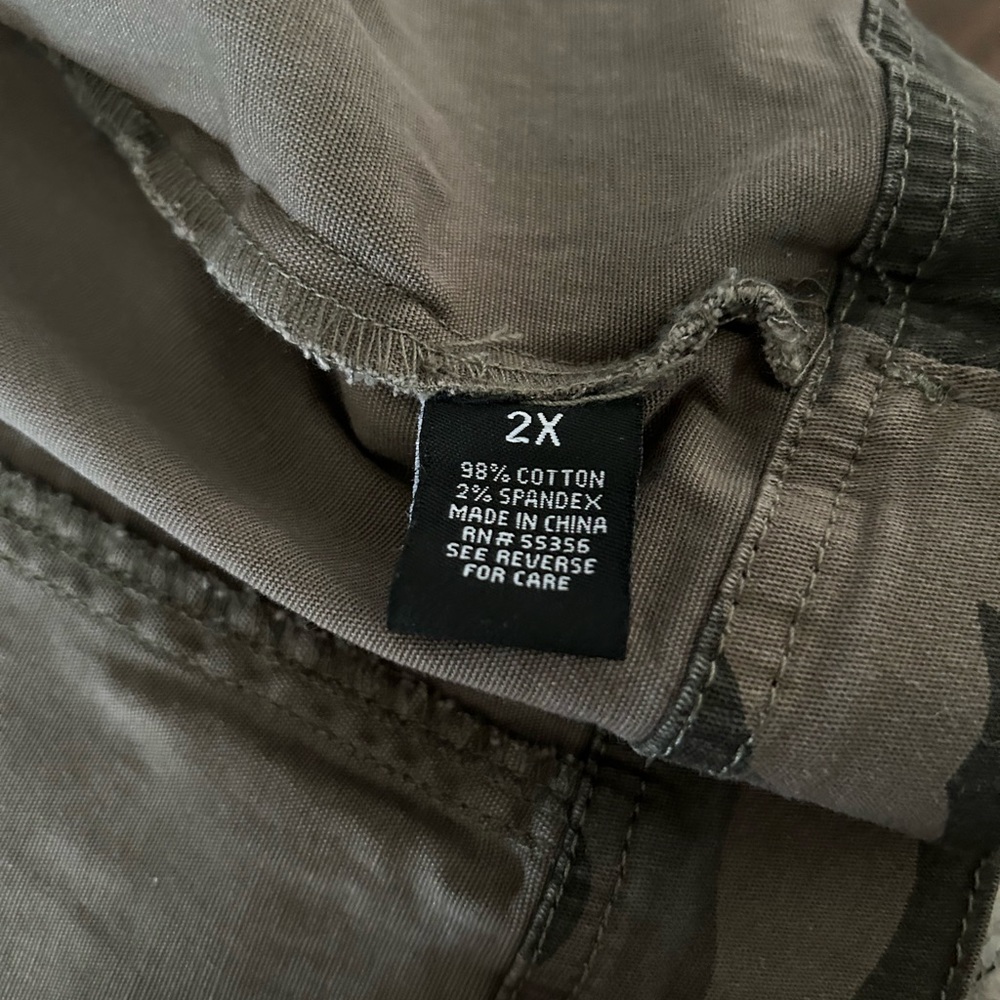 2X
98% COTTON
2% SPANDEX
MADE IN CHINA
RN# 55356
SEE REVERSE
FOR CARE